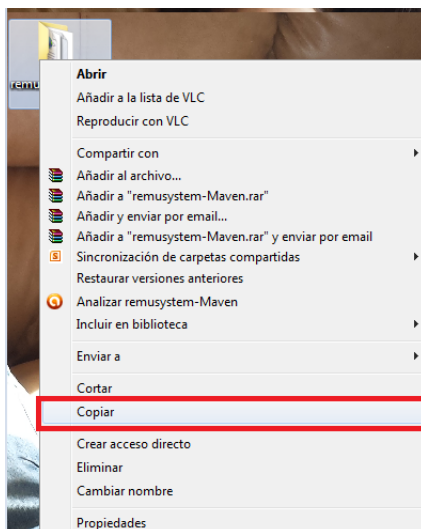 remu
Abrir
Añadir a la lista de VLC
Reproducir con VLC
Compartir con
Añadir al archivo...
Añadir a "remusystem-Maven.rar"
Añadir y enviar por email...
Añadir a "remusystem-Maven.rar" y enviar por email
S Sincronización de carpetas compartidas
Restaurar versiones anteriores
Analizar remusystem-Maven
Incluir en biblioteca
Enviar a
Cortar
Copiar
Crear acceso directo
Eliminar
Cambiar nombre
Propiedades